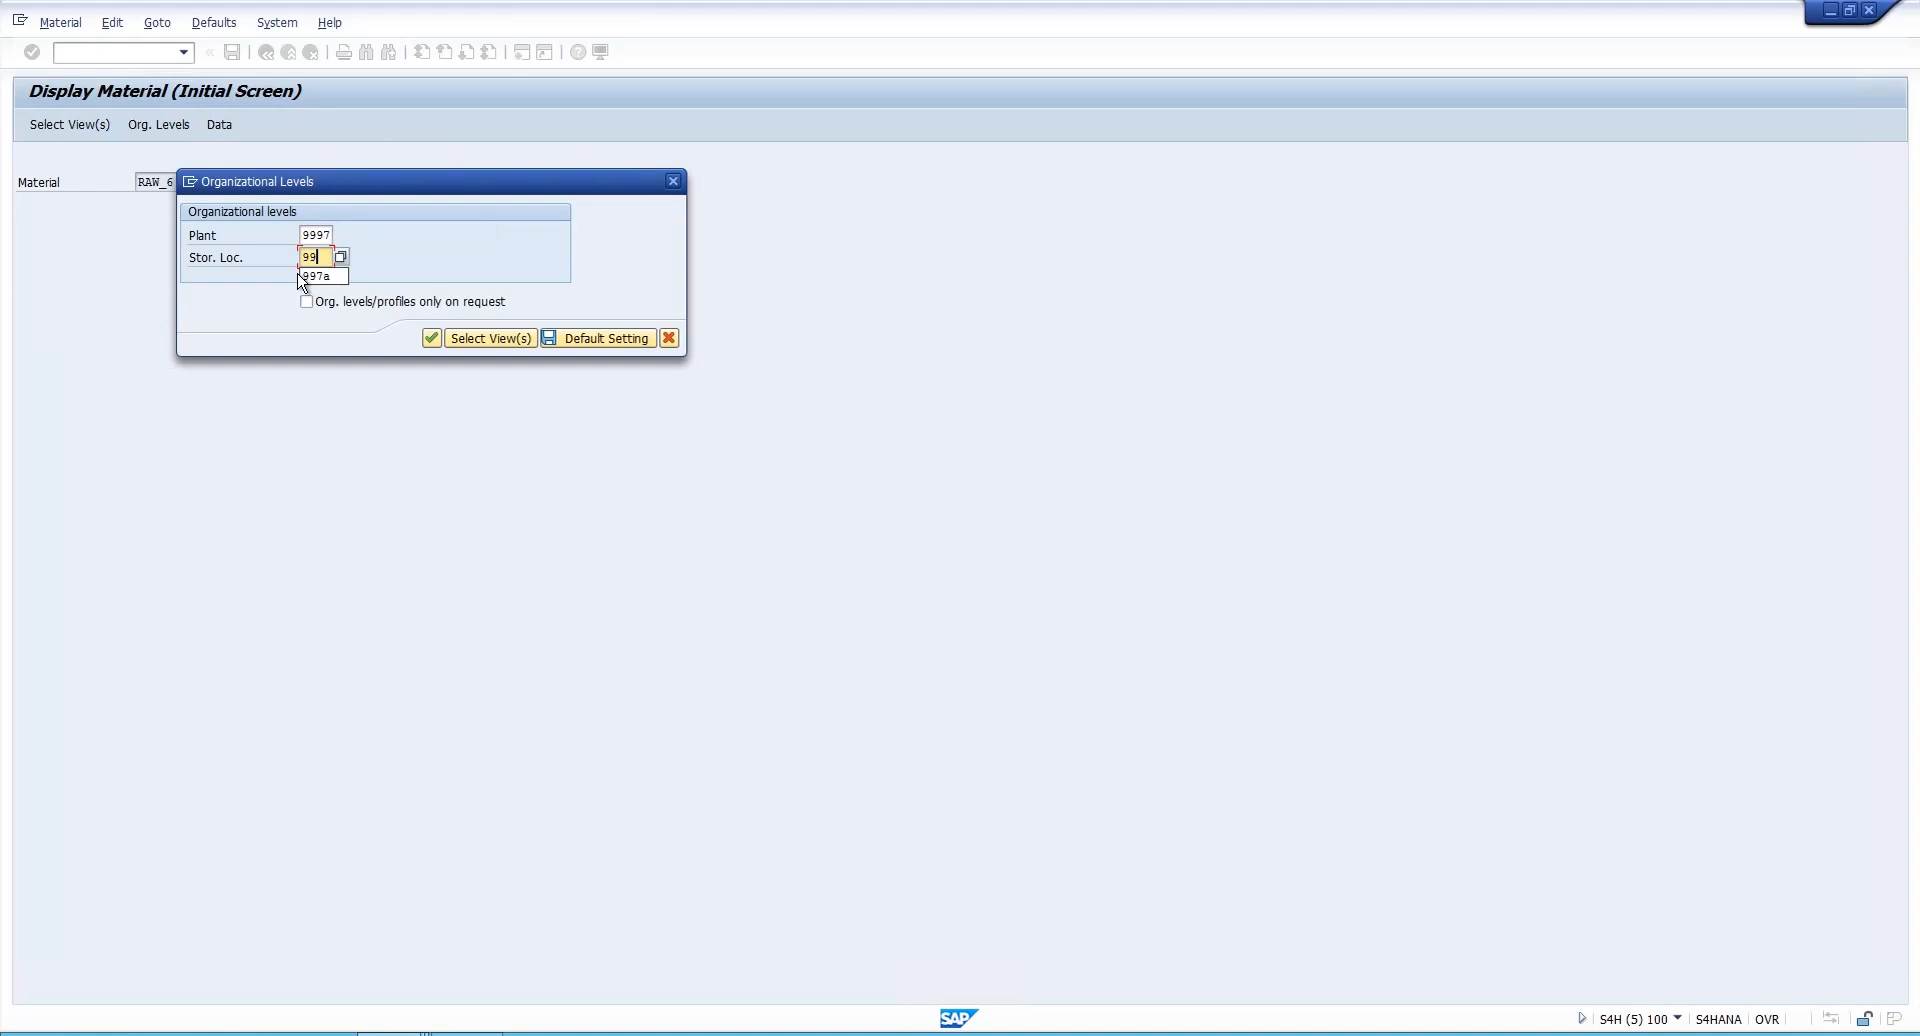 Material Edit Goto Defaults System Help
Display Material (Initial Screen)
Select View(s) Org. Levels Data
Material RAW_6
Organizational Levels
Organizational levels
Plant 9997
Stor. Loc. 99
997a
Org. levels/profiles only on request
Select View(s) Default Setting
SAP
S4H (5) 100 S4HANA OVR